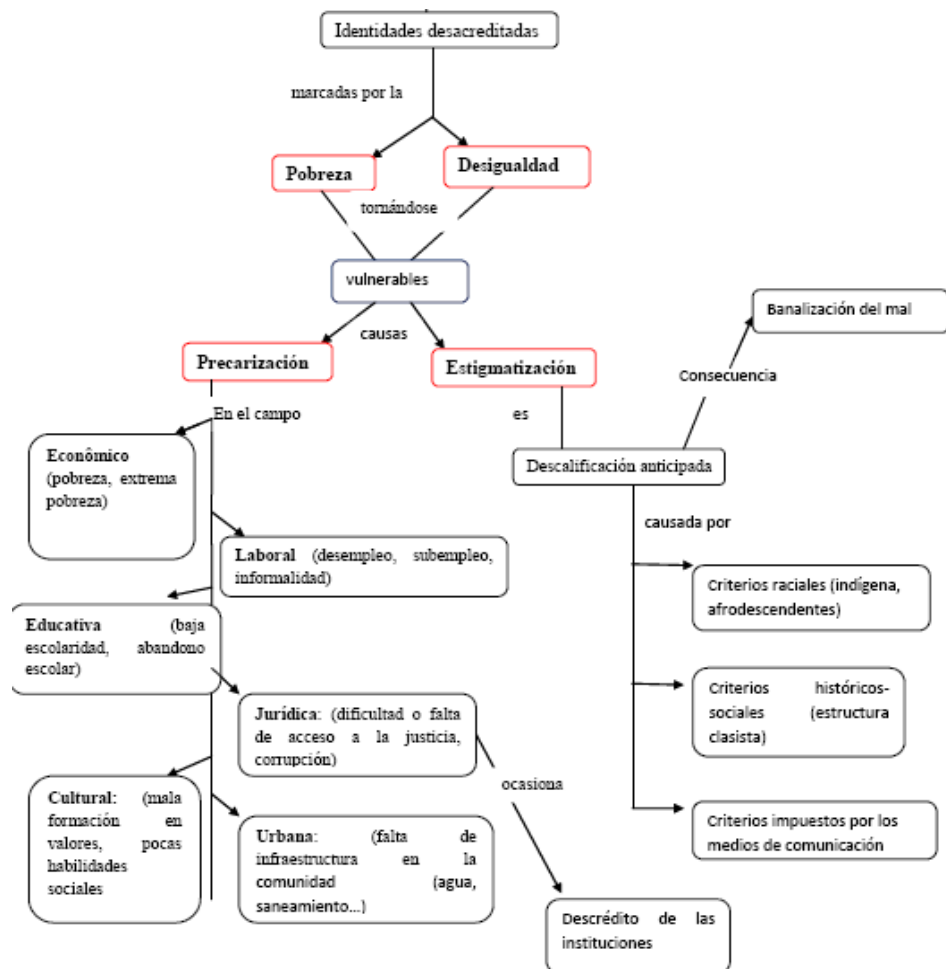 Identidades desacreditadas
marcadas por la
Pobreza
Desigualdad
tornándose
vulnerables
causas
Precarización
Estigmatización
Banalización del mal
Consecuencia
En el campo
es
Descalificación anticipada
Econômico
(pobreza, extrema
pobreza)
causada por
Laboral (desempleo, subempleo,
informalidad)
Criterios raciales (indígena,
afrodescendentes)
Educativa (baja
escolaridad, abandono
escolar)
Jurídica: (dificultad o falta
de acceso a la justicia,
corrupción)
Criterios históricos-
sociales (estructura
clasista)
ocasiona
Cultural: (mala
formación en
valores, pocas
habilidades
sociales
Urbana: (falta de
infraestructura en la
comunidad (agua,
saneamiento...)
Criterios impuestos por los
medios de comunicación
Descrédito de las
instituciones